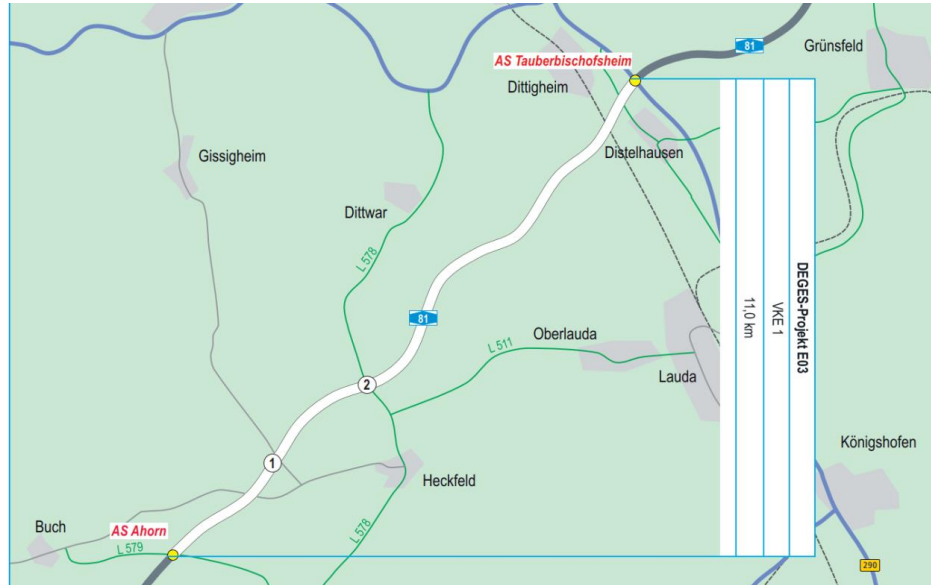 81
Grünsfeld
AS Tauberbischofsheim
Dittigheim
Gissigheim
Distelhausen
Dittwar
L 578
DEGES-Projekt E03
VKE 1
11,0 km
81
Oberlauda
L 511
Lauda
2
Königshofen
1
Heckfeld
AS Ahorn
Buch
L 579
L 578
290